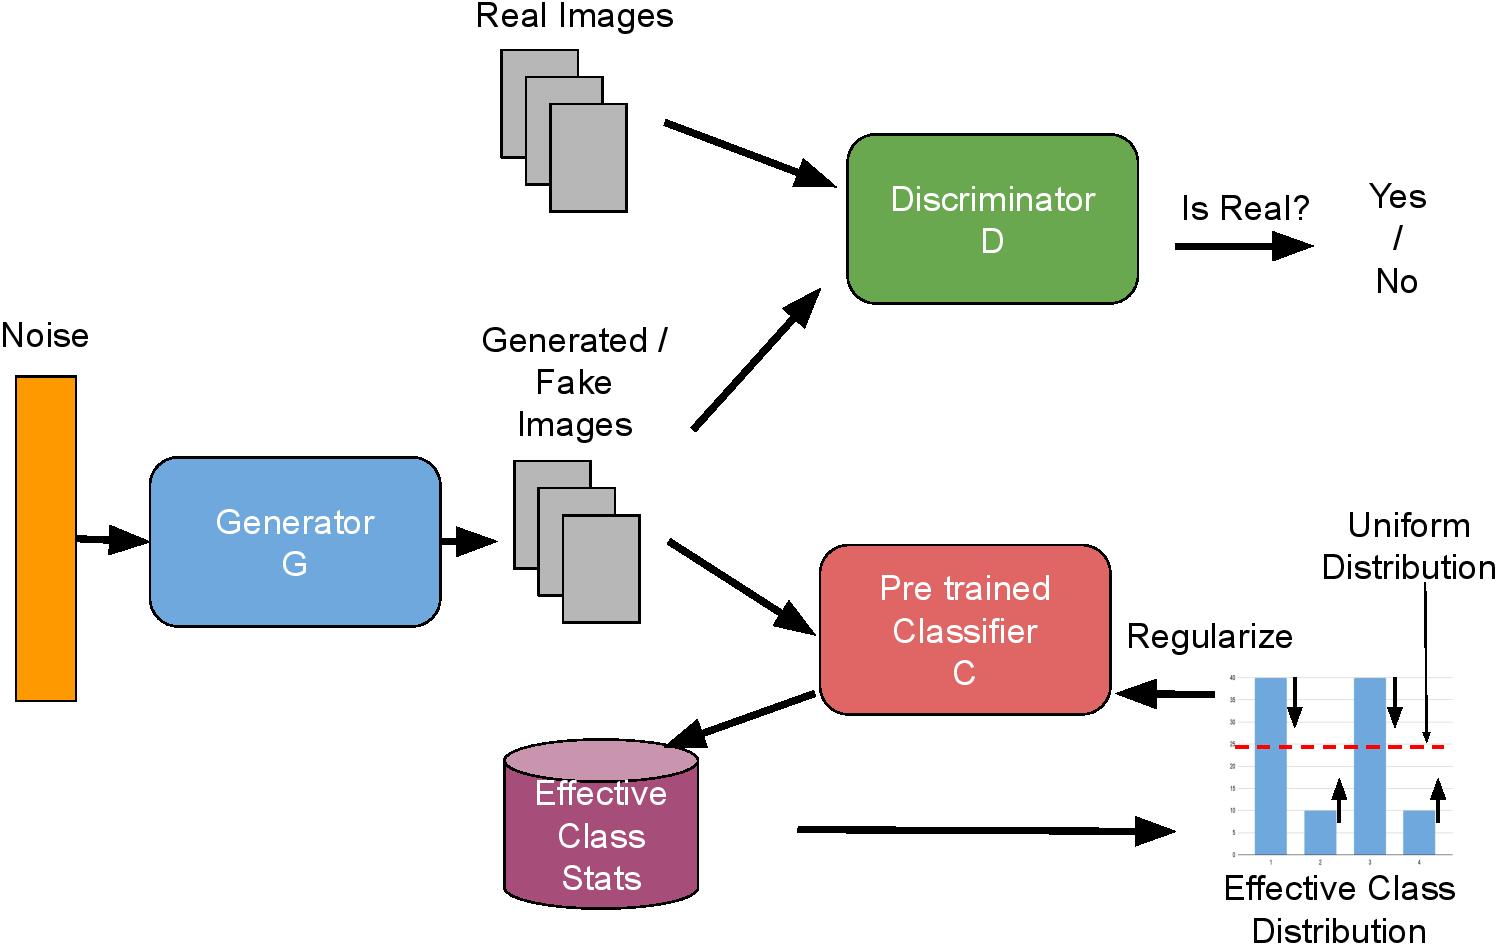 Real Images
Discriminator
D
Is Real?
Yes
/
No
Noise
Generated /
Fake
Images
Generator
G
Pre trained
Classifier
C
Uniform
Distribution
Regularize
Effective
Class
Stats
40
35
30
25
20
15
10
5
0
1 2 3 4
Effective Class
Distribution